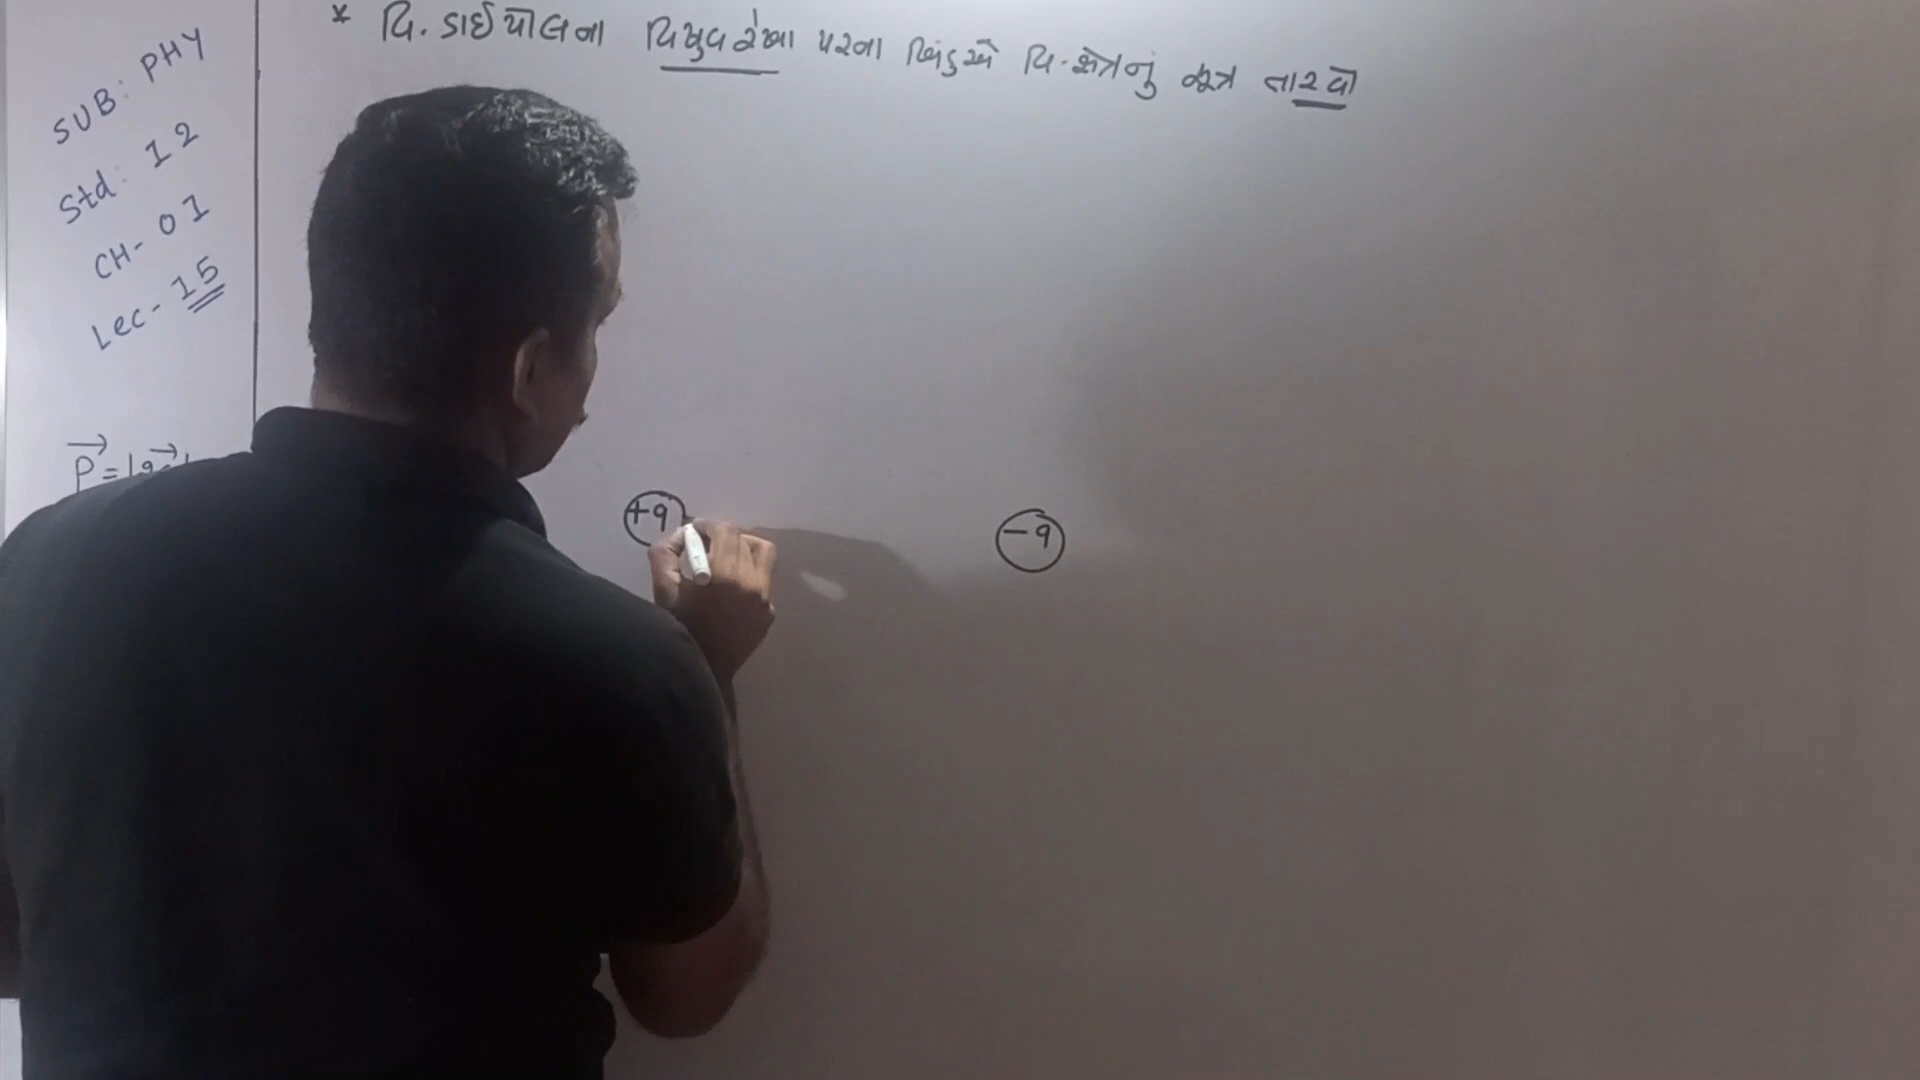 * વિ. ડાઈપોલના વિષુવરેખા પરના બિંદુએ વિ.ક્ષેત્રનું સૂત્ર તારવો
SUB: PHY
Std: 12
CH- 01
Lec- 15
P =
+q
-q